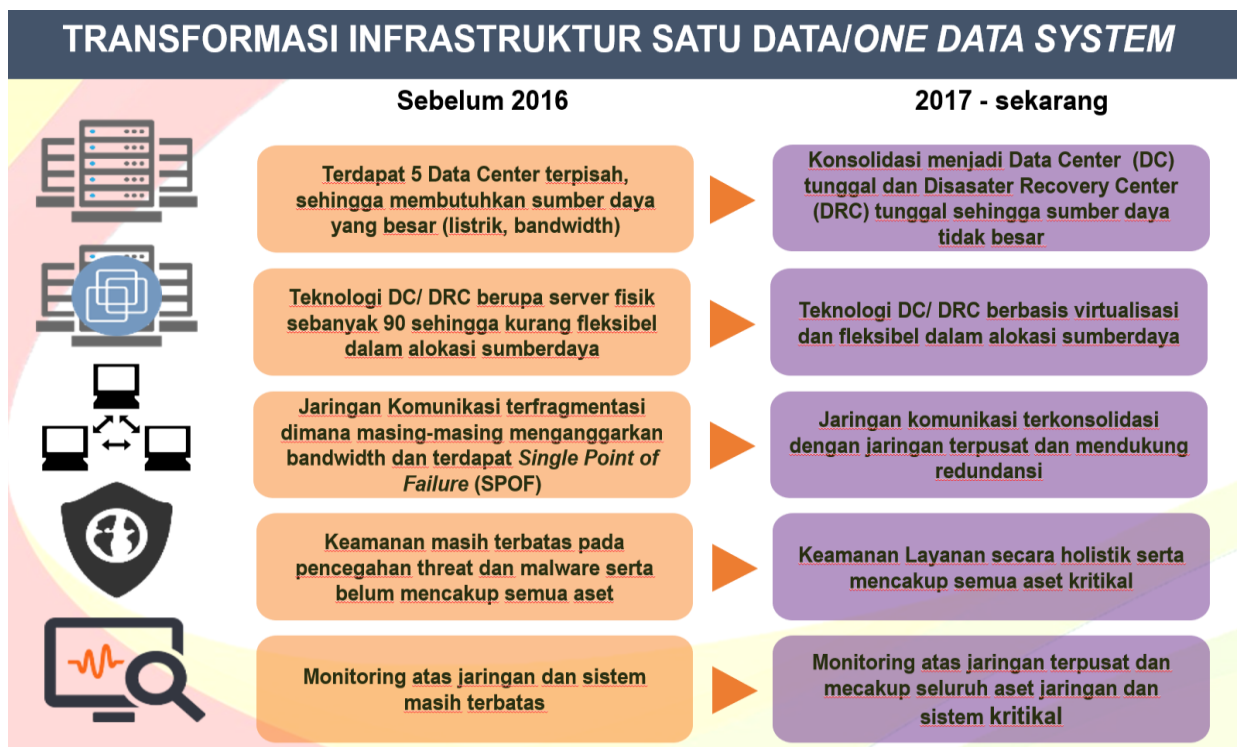 TRANSFORMASI INFRASTRUKTUR SATU DATA/ONE DATA SYSTEM
Sebelum 2016
2017 - sekarang
Terdapat 5 Data Center terpisah,
sehingga membutuhkan sumber daya
yang besar (listrik, bandwidth)
Konsolidasi menjadi Data Center (DC)
tunggal dan Disasater Recovery Center
(DRC) tunggal sehingga sumber daya
tidak besar
Teknologi DC/ DRC berupa server fisik
sebanyak 90 sehingga kurang fleksibel
dalam alokasi sumberdaya
Teknologi DC/ DRC berbasis virtualisasi
dan fleksibel dalam alokasi sumberdaya
Jaringan Komunikasi terfragmentasi
dimana masing-masing menganggarkan
bandwidth dan terdapat Single Point of
Failure (SPOF)
Jaringan komunikasi terkonsolidasi
dengan jaringan terpusat dan mendukung
redundansi
Keamanan masih terbatas pada
pencegahan threat dan malware serta
belum mencakup semua aset
Keamanan Layanan secara holistik serta
mencakup semua aset kritikal
Monitoring atas jaringan dan sistem
masih terbatas
Monitoring atas jaringan terpusat dan
mecakup seluruh aset jaringan dan
sistem kritikal